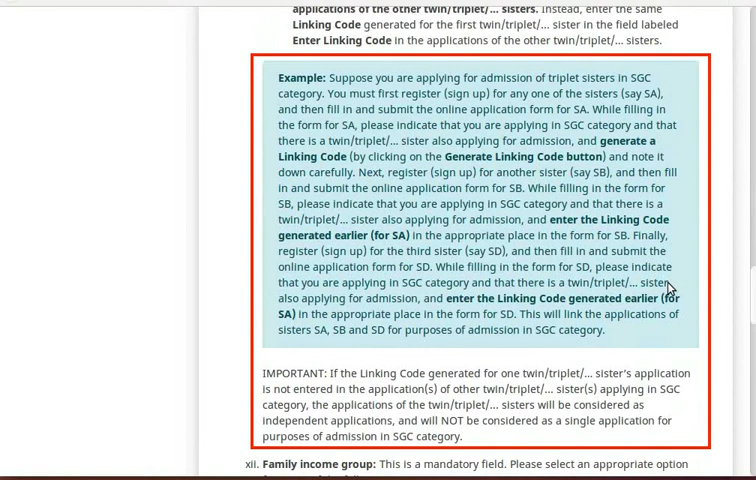 applications of the other twin/triplet/... sisters. Instead, enter the same
Linking Code generated for the first twin/triplet/... sister in the field labeled
Enter Linking Code in the applications of the other twin/triplet/... sisters.
Example: Suppose you are applying for admission of triplet sisters in SGC
category. You must first register (sign up) for any one of the sisters (say SA),
and then fill in and submit the online application form for SA. While filling in
the form for SA, please indicate that you are applying in SGC category and that
there is a twin/triplet/... sister also applying for admission, and generate a
Linking Code (by clicking on the Generate Linking Code button) and note it
down carefully. Next, register (sign up) for another sister (say SB), and then fill
in and submit the online application form for SB. While filling in the form for
SB, please indicate that you are applying in SGC category and that there is a
twin/triplet/... sister also applying for admission, and enter the Linking Code
generated earlier (for SA) in the appropriate place in the form for SB. Finally,
register (sign up) for the third sister (say SD), and then fill in and submit the
online application form for SD. While filling in the form for SD, please indicate
that you are applying in SGC category and that there is a twin/triplet/... sister
also applying for admission, and enter the Linking Code generated earlier (for
SA) in the appropriate place in the form for SD. This will link the applications of
sisters SA, SB and SD for purposes of admission in SGC category.
IMPORTANT: If the Linking Code generated for one twin/triplet/... sister's application
is not entered in the application(s) of other twin/triplet/... sister(s) applying in SGC
category, the applications of the twin/triplet/... sisters will be considered as
independent applications, and will NOT be considered as a single application for
purposes of admission in SGC category.
xii. Family income group: This is a mandatory field. Please select an appropriate option